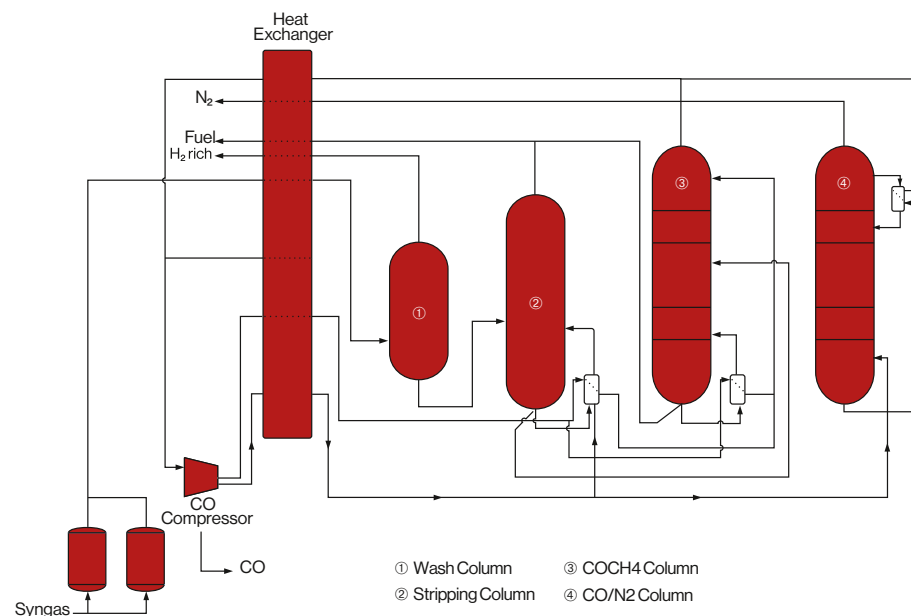 Heat
Exchanger
N₂
Fuel
H₂ rich
①
②
③
④
CO
Compressor
CO
Syngas
① Wash Column
② Stripping Column
③ COCH4 Column
④ CO/N2 Column